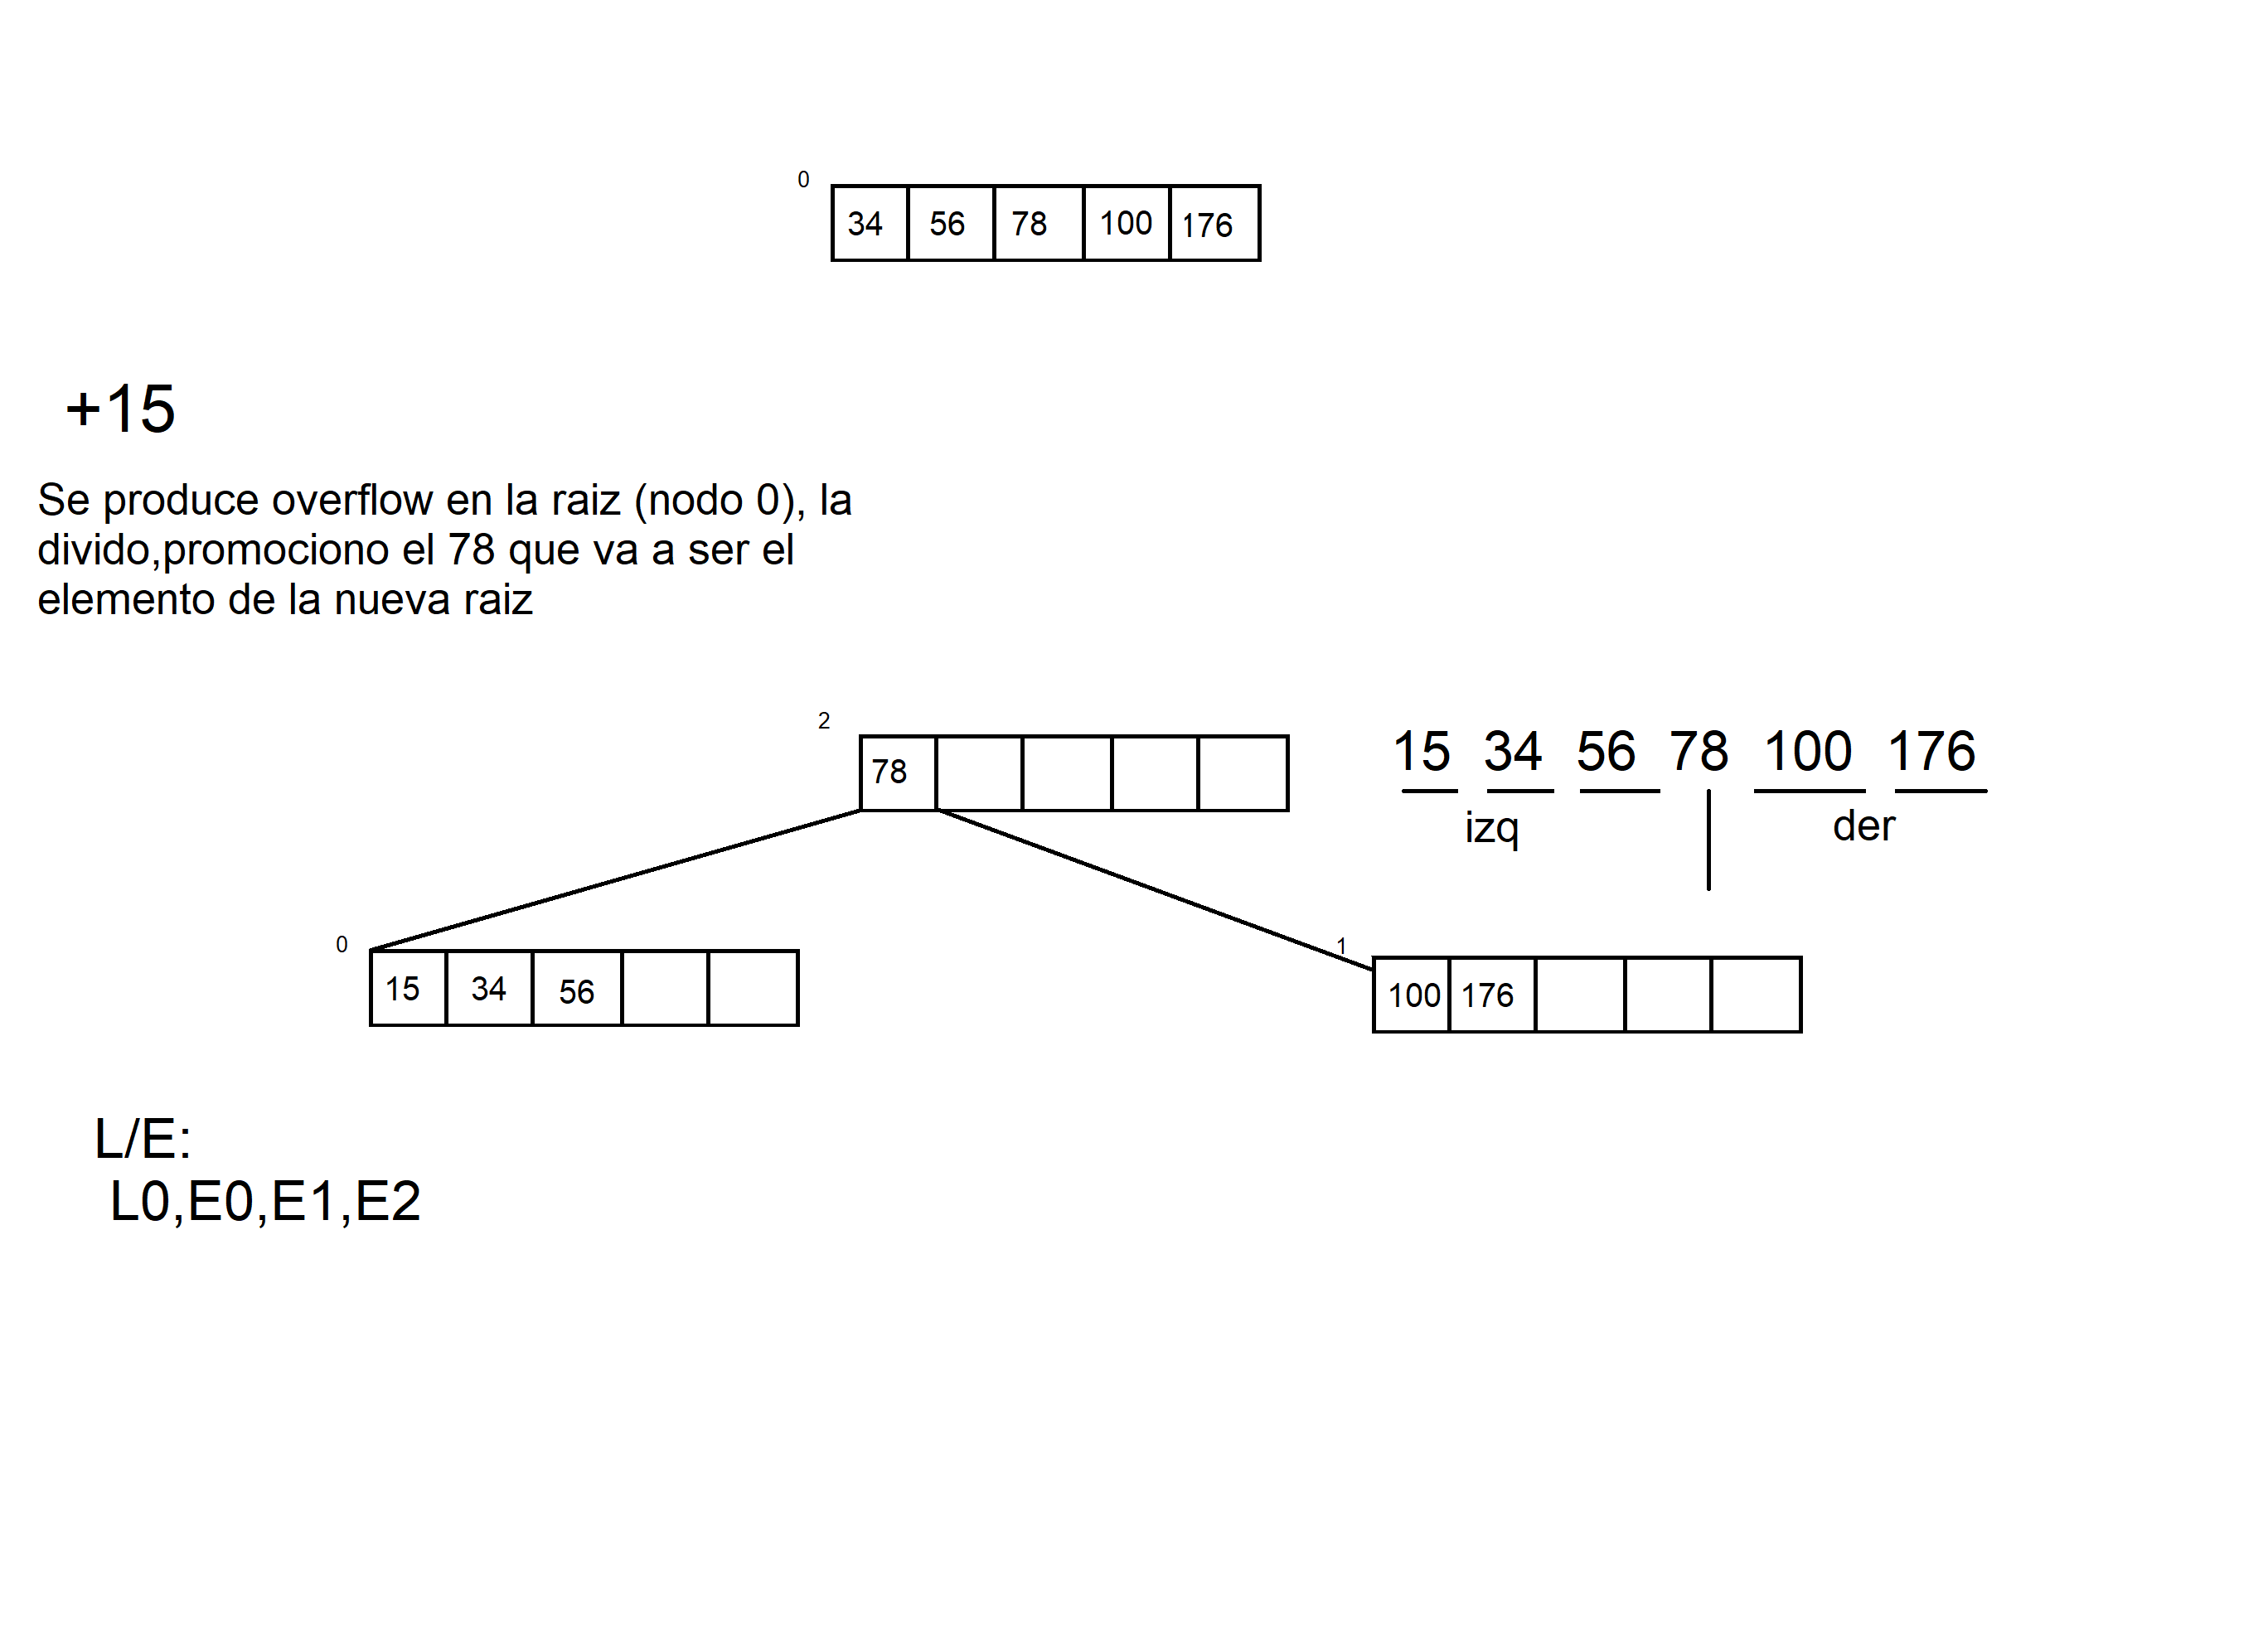 0
34 56 78 100 176
+15
Se produce overflow en la raiz (nodo 0), la
divido,promociono el 78 que va a ser el
elemento de la nueva raiz
2
78
15 34 56 78 100 176
izq der
0
15 34 56
1
100 176
L/E:
L0,E0,E1,E2